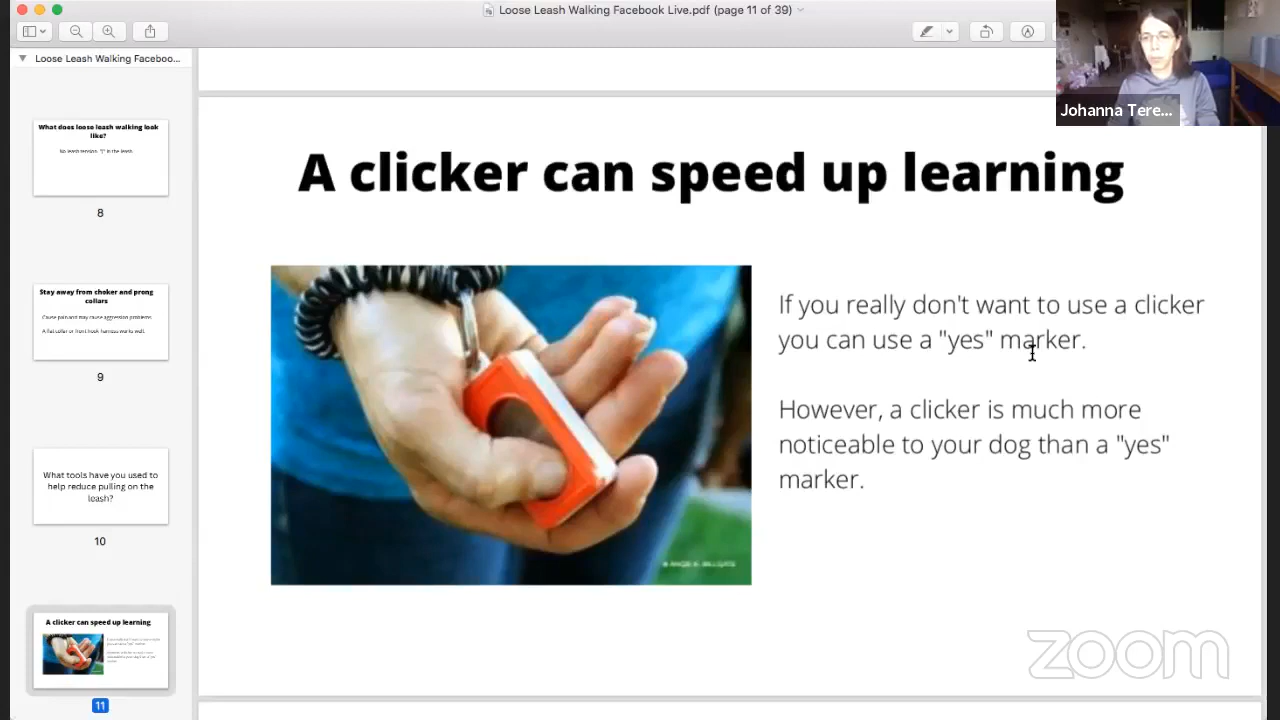 Loose Leash Walking Facebook Live.pdf (page 11 of 39)
Loose Leash Walking Faceboo...
Johanna Tere...
What does loose leash walking look
like?
No leash tension. "J" in the leash.
8
Stay away from choker and prong
collars
Cause pain and may cause aggression problems.
A flat collar or front hook harness works well.
9
What tools have you used to
help reduce pulling on the
leash?
10
A clicker can speed up learning
11
A clicker can speed up learning
If you really don't want to use a clicker
you can use a "yes" marker.
However, a clicker is much more
noticeable to your dog than a "yes"
marker.
zoom